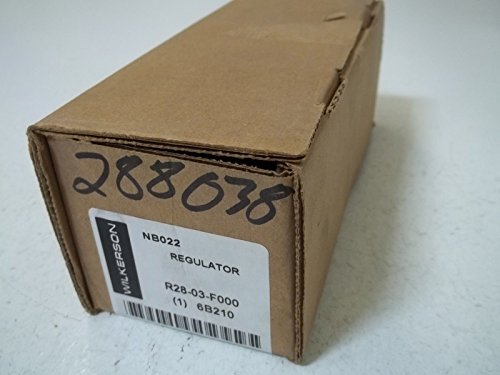 288038
WILKERSON
NB022
REGULATOR
R28-03-F000
(1) 6B210